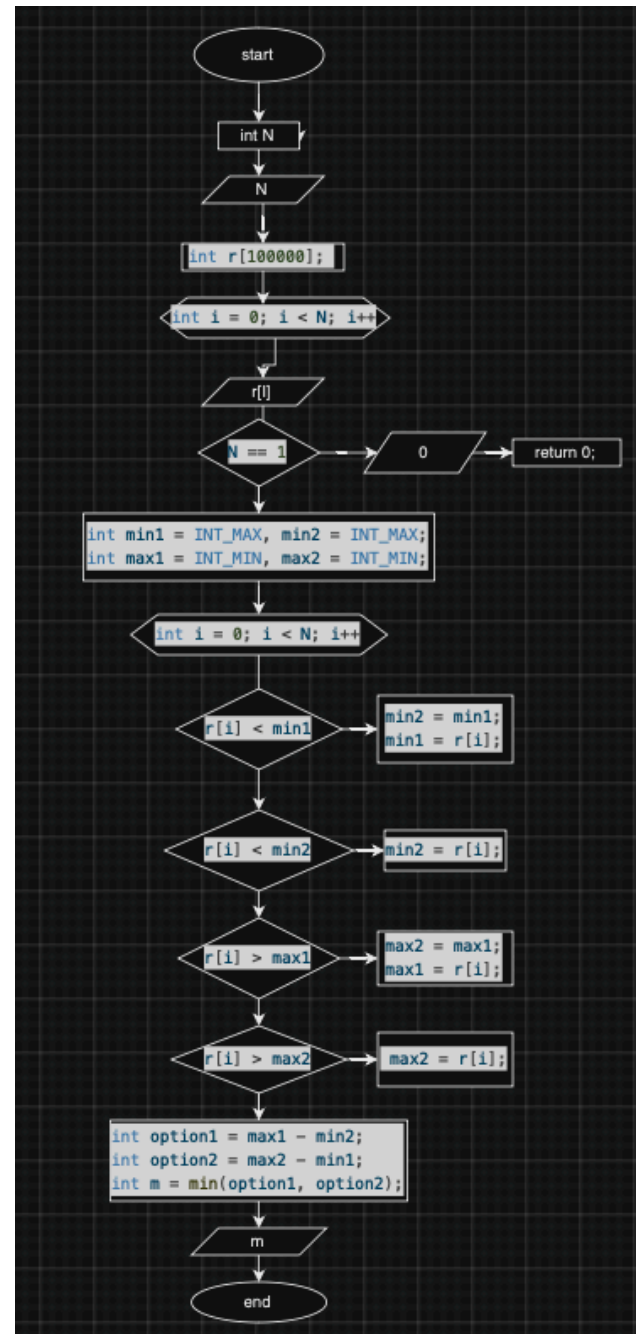 start
int N
N
int r[100000];
int i = 0; i < N; i++
r[I]
N == 1
0
return 0;
int min1 = INT_MAX, min2 = INT_MAX;
int max1 = INT_MIN, max2 = INT_MIN;
int i = 0; i < N; i++
r[i] < min1
min2 = min1;
min1 = r[i];
r[i] < min2
min2 = r[i];
r[i] > max1
max2 = max1;
max1 = r[i];
r[i] > max2
max2 = r[i];
int option1 = max1 - min2;
int option2 = max2 - min1;
int m = min(option1, option2);
m
end